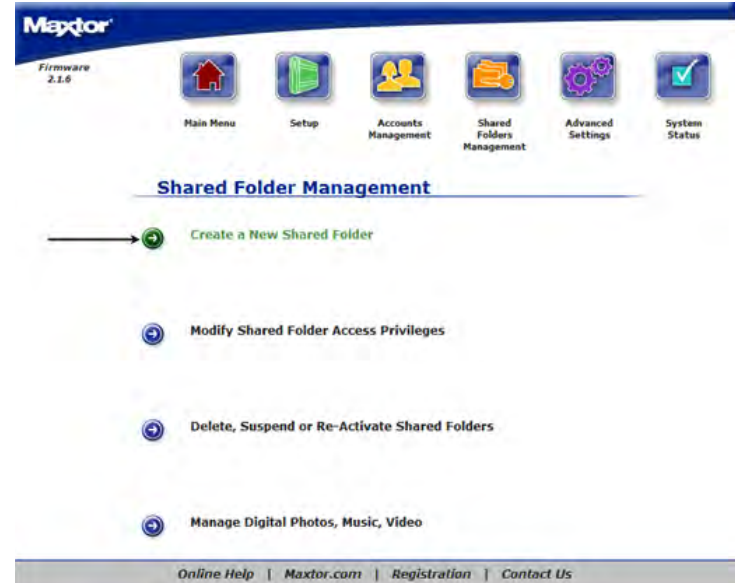 Maxtor
Firmware
2.1.6
Main Menu
Setup
Accounts
Management
Shared
Folders
Management
Advanced
Settings
System
Status
Shared Folder Management
Create a New Shared Folder
Modify Shared Folder Access Privileges
Delete, Suspend or Re-Activate Shared Folders
Manage Digital Photos, Music, Video
Online Help | Maxtor.com | Registration | Contact Us